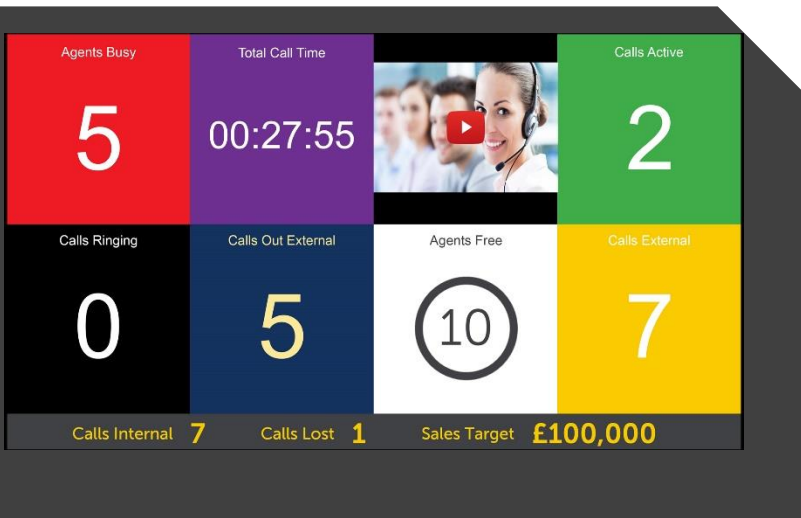 Agents Busy
5
Total Call Time
00:27:55
Calls Active
2
Calls Ringing
0
Calls Out External
5
Agents Free
10
Calls External
7
Calls Internal 7 Calls Lost 1 Sales Target £100,000